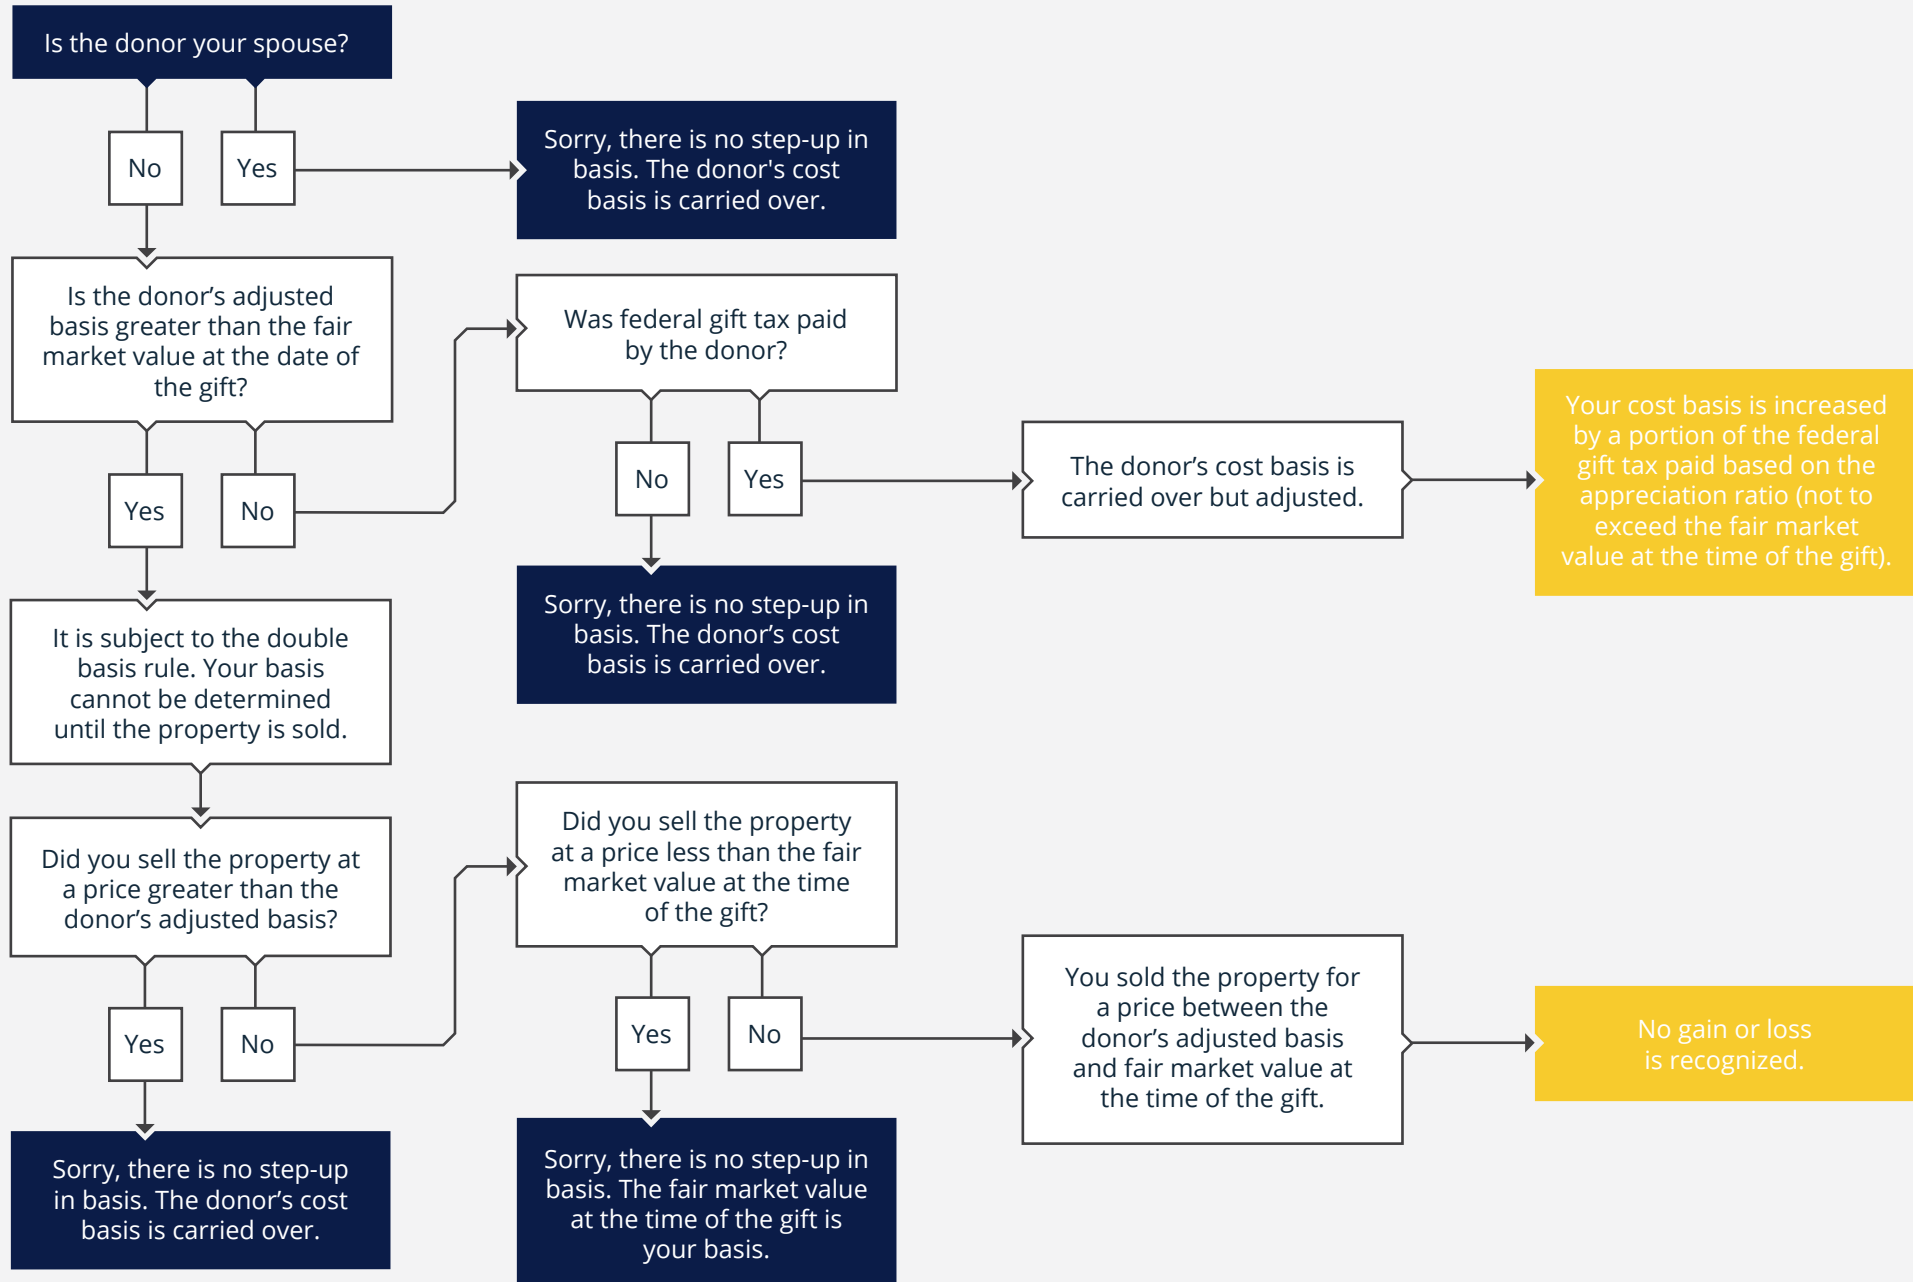 Is the donor your spouse?
No
Yes
Sorry, there is no step-up in
basis. The donor's cost
basis is carried over.
Is the donor’s adjusted
basis greater than the fair
market value at the date of
the gift?
Yes
No
Was federal gift tax paid
by the donor?
No
Yes
The donor’s cost basis is
carried over but adjusted.
Your cost basis is increased
by a portion of the federal
gift tax paid based on the
appreciation ratio (not to
exceed the fair market
value at the time of the gift).
Sorry, there is no step-up in
basis. The donor’s cost
basis is carried over.
It is subject to the double
basis rule. Your basis
cannot be determined
until the property is sold.
Did you sell the property at
a price greater than the
donor’s adjusted basis?
Yes
No
Did you sell the property
at a price less than the fair
market value at the time
of the gift?
Yes
No
You sold the property for
a price between the
donor’s adjusted basis
and fair market value at
the time of the gift.
No gain or loss
is recognized.
Sorry, there is no step-up
in basis. The donor’s cost
basis is carried over.
Sorry, there is no step-up in
basis. The fair market value
at the time of the gift is
your basis.